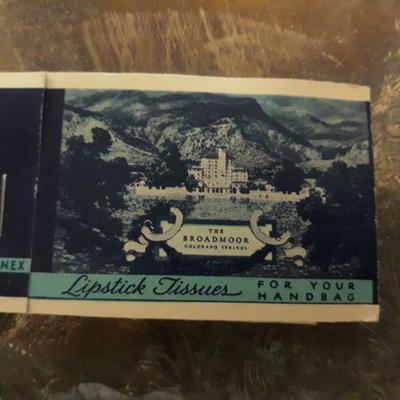 THE
BROADMOOR
COLORADO SPRINGS
NEX
Lipstick Tissues
FOR YOUR
HANDBAG